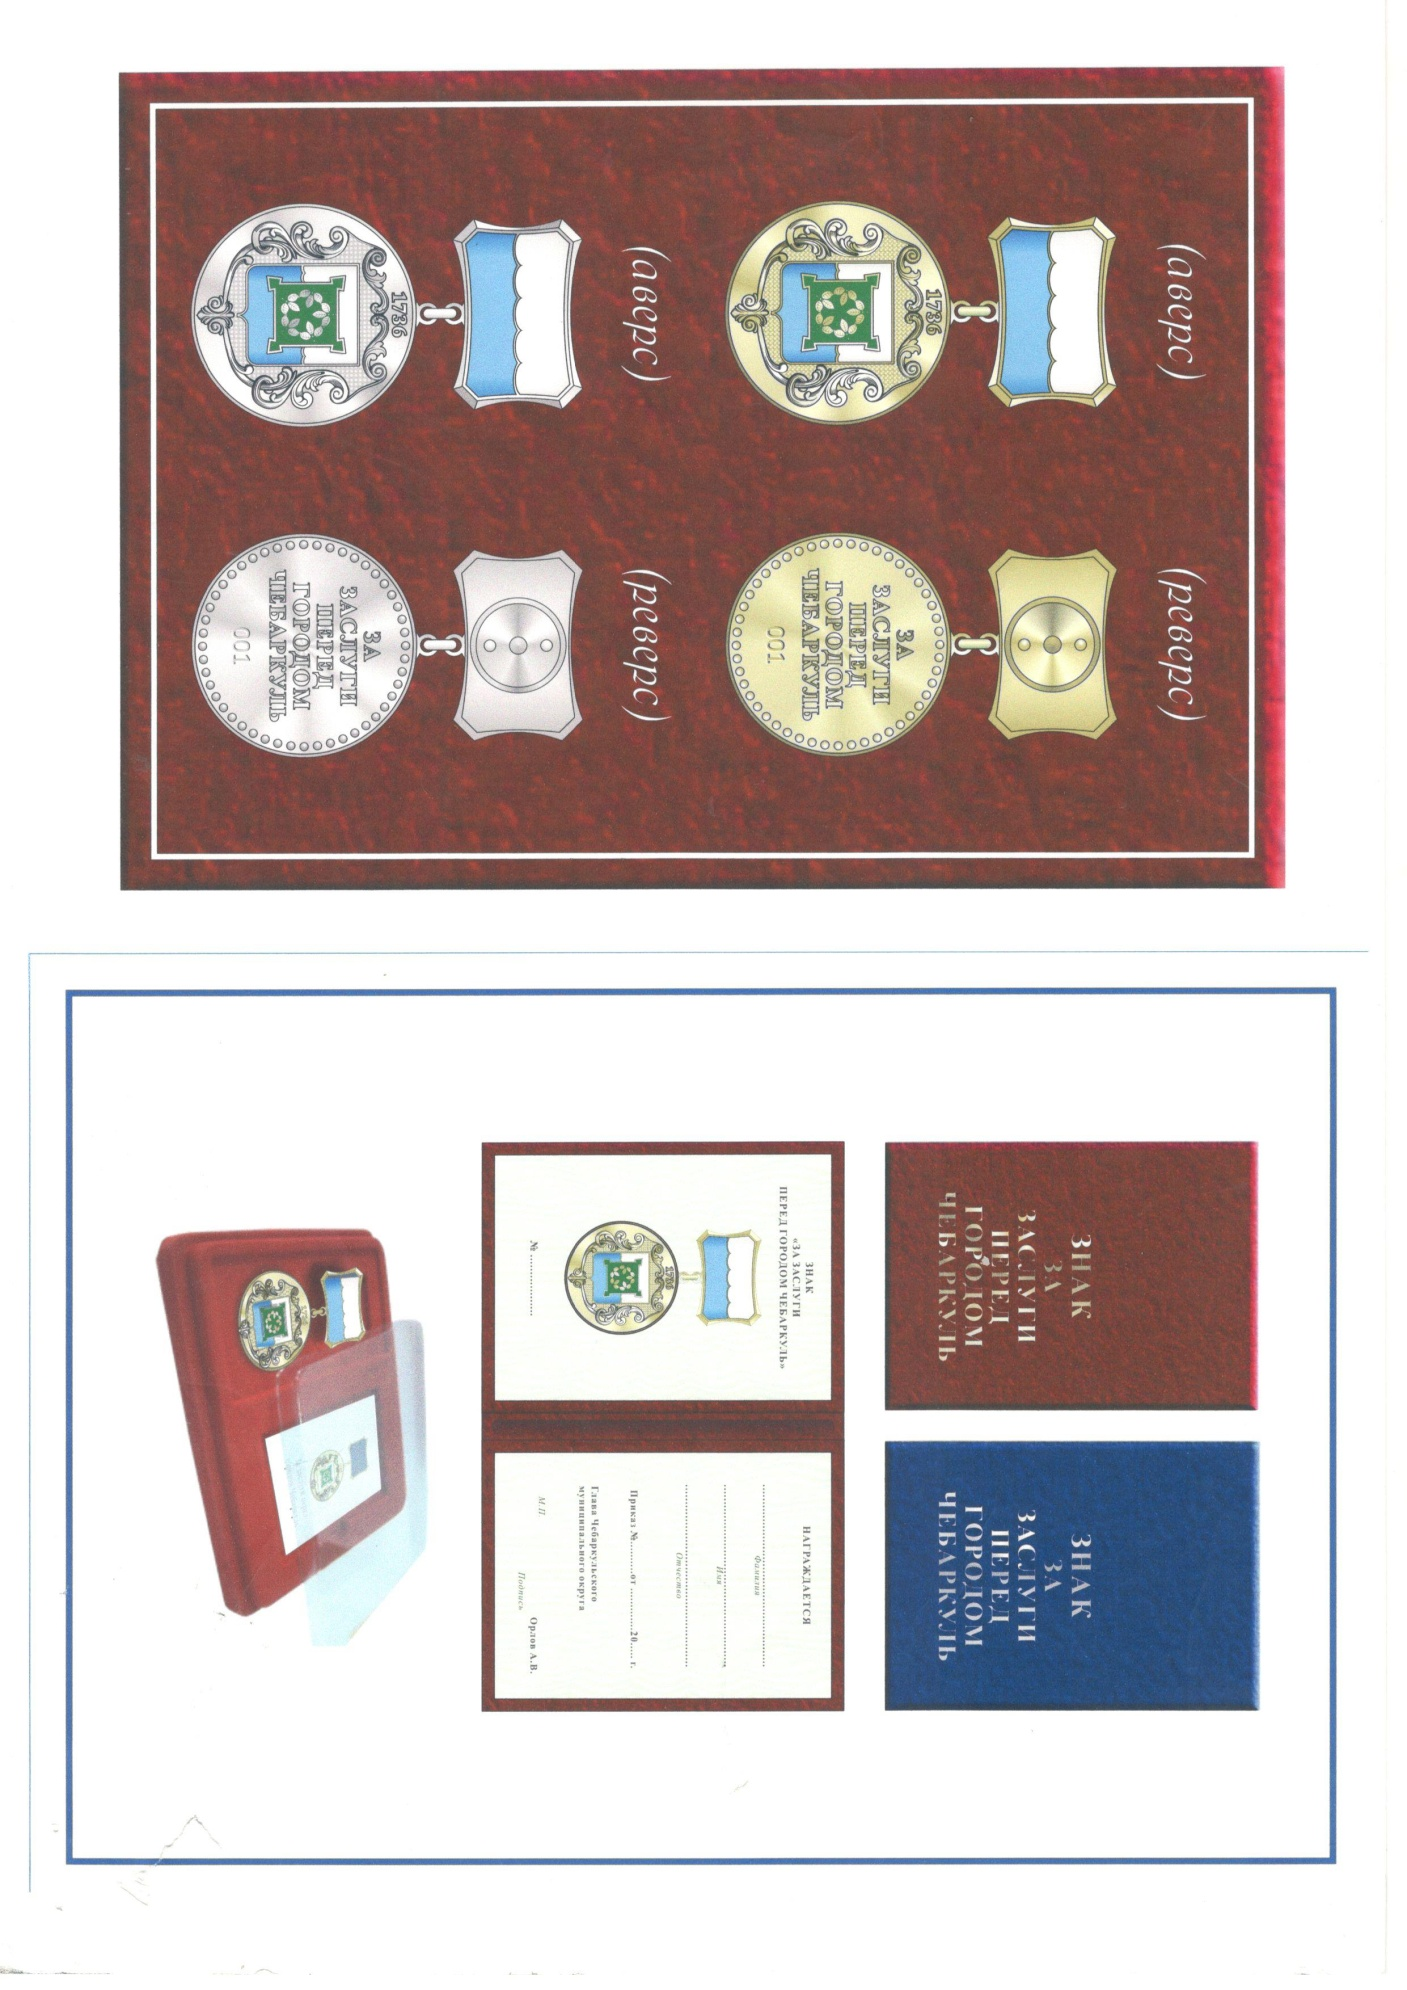 (аверс)
(реверс)
1736
ЗА
ЗАСЛУГИ
ПЕРЕД
ГОРОДОМ
ЧЕБАРКУЛЬ
001
(аверс)
(реверс)
1736
ЗА
ЗАСЛУГИ
ПЕРЕД
ГОРОДОМ
ЧЕБАРКУЛЬ
001
ЗНАК
ЗА
ЗАСЛУГИ
ПЕРЕД
ГОРОДОМ
ЧЕБАРКУЛЬ
ЗНАК
ЗА
ЗАСЛУГИ
ПЕРЕД
ГОРОДОМ
ЧЕБАРКУЛЬ
ЗНАК
«ЗА ЗАСЛУГИ
ПЕРЕД ГОРОДОМ ЧЕБАРКУЛЬ»
1736
№ ................
НАГРАЖДАЕТСЯ
Фамилия
Имя
Отчество
Приказ №..........от ............20..... г.
Глава Чебаркульского
муниципального округа
Орлов А.В.
М.П.
Подпись